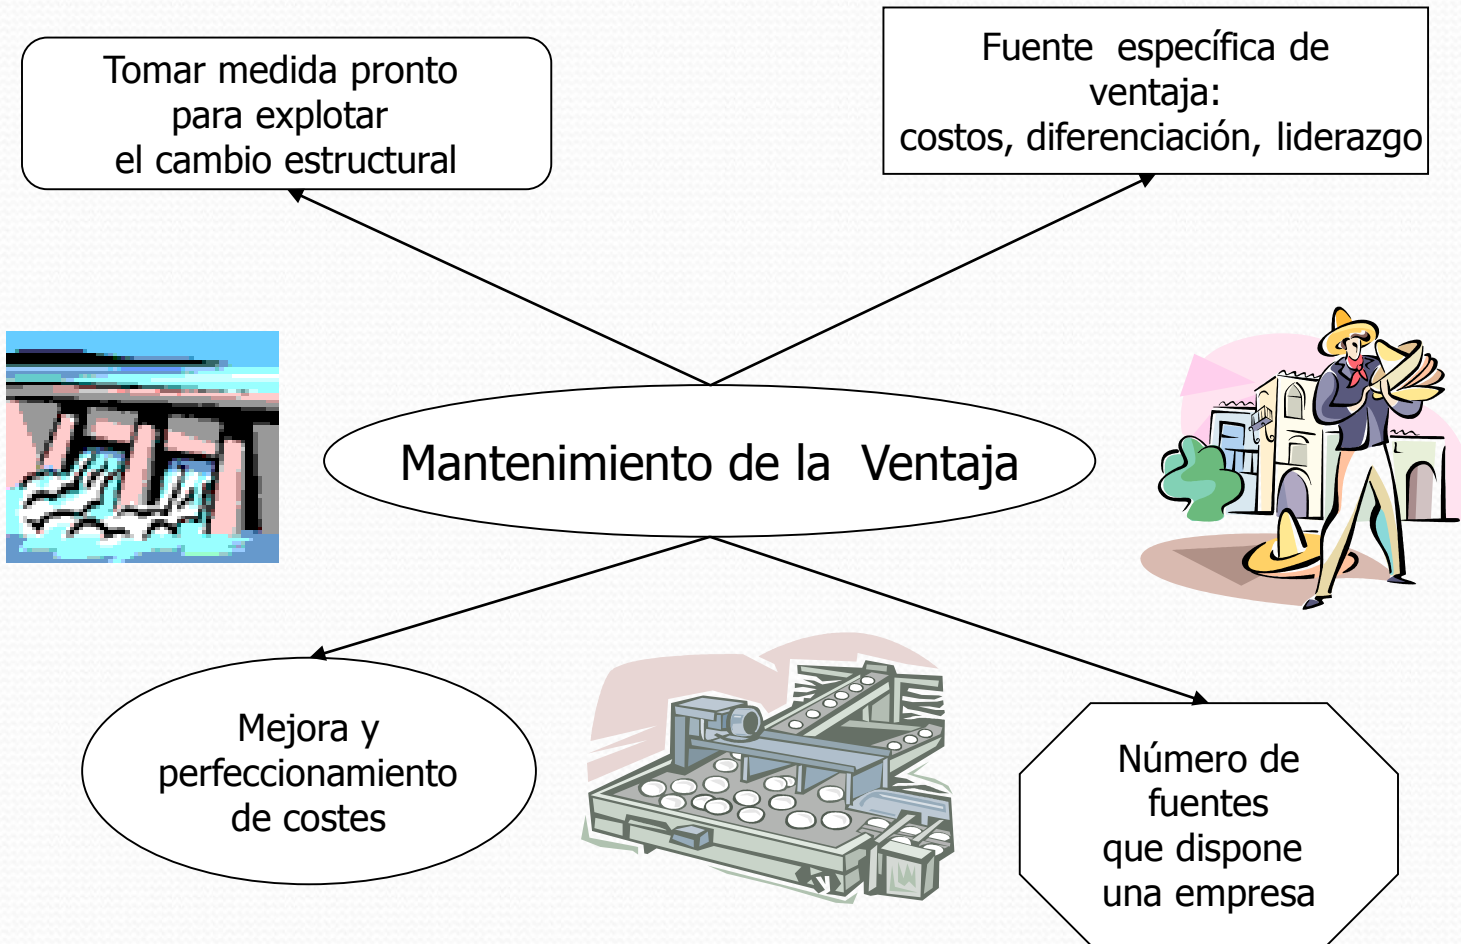 Tomar medida pronto
para explotar
el cambio estructural
Fuente específica de
ventaja:
costos, diferenciación, liderazgo
Mantenimiento de la Ventaja
Mejora y
perfeccionamiento
de costes
Número de
fuentes
que dispone
una empresa